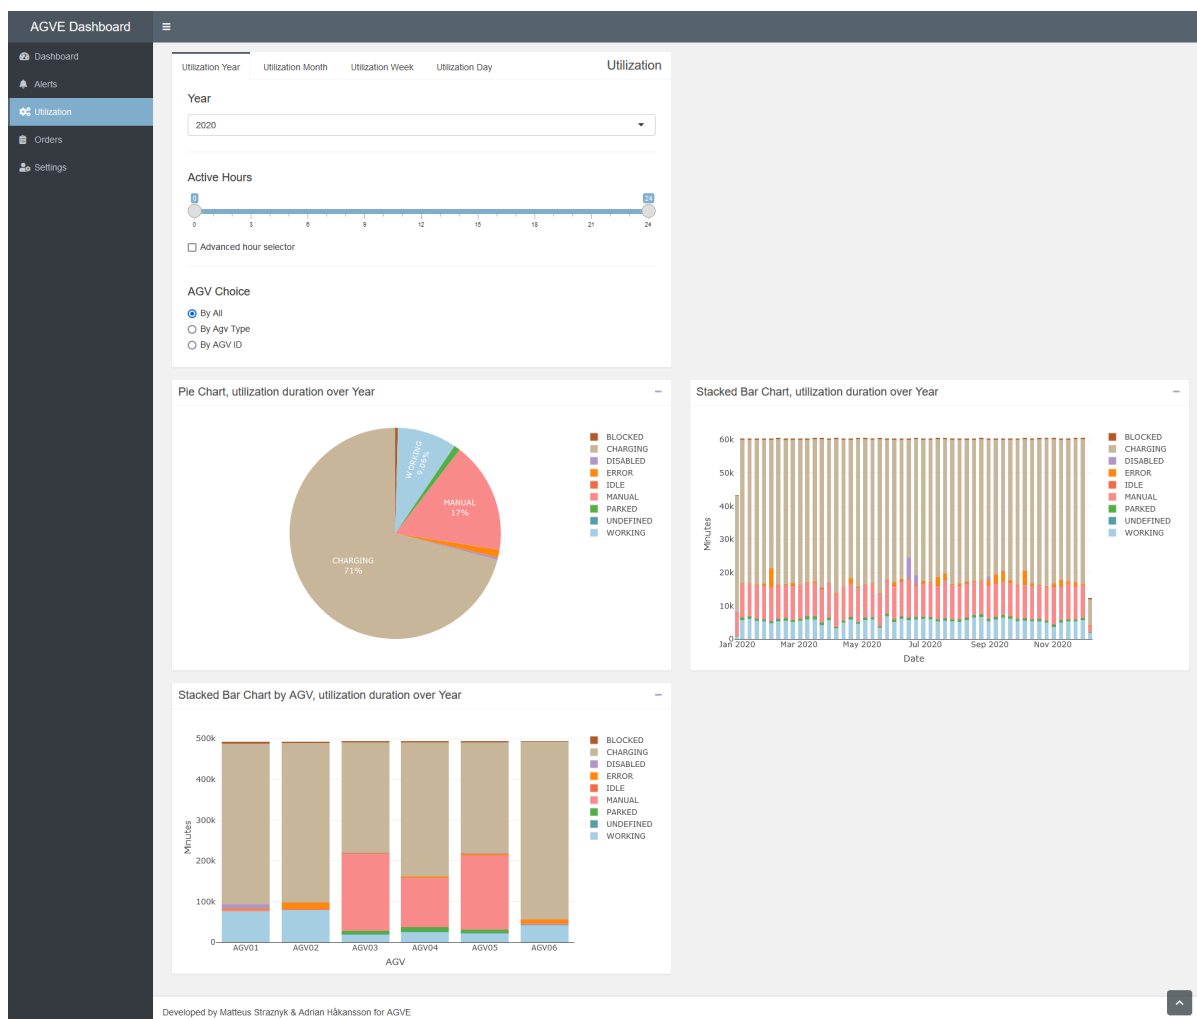 AGVE Dashboard
Dashboard
Alerts
Utilization
Orders
Settings
Utilization Year Utilization Month Utilization Week Utilization Day Utilization
Year
2020
Active Hours
0 24
0 3 6 9 12 15 18 21 24
Advanced hour selector
AGV Choice
By All
By Agv Type
By AGV ID
Pie Chart, utilization duration over Year
WORKING
9.06%
MANUAL
17%
CHARGING
71%
BLOCKED
CHARGING
DISABLED
ERROR
IDLE
MANUAL
PARKED
UNDEFINED
WORKING
Stacked Bar Chart, utilization duration over Year
60k
50k
40k
30k
20k
10k
0
Minutes
Jan 2020 Mar 2020 May 2020 Jul 2020 Sep 2020 Nov 2020
Date
BLOCKED
CHARGING
DISABLED
ERROR
IDLE
MANUAL
PARKED
UNDEFINED
WORKING
Stacked Bar Chart by AGV, utilization duration over Year
500k
400k
300k
200k
100k
0
Minutes
AGV01 AGV02 AGV03 AGV04 AGV05 AGV06
AGV
BLOCKED
CHARGING
DISABLED
ERROR
IDLE
MANUAL
PARKED
UNDEFINED
WORKING
Developed by Matteus Straznyk & Adrian Håkansson for AGVE